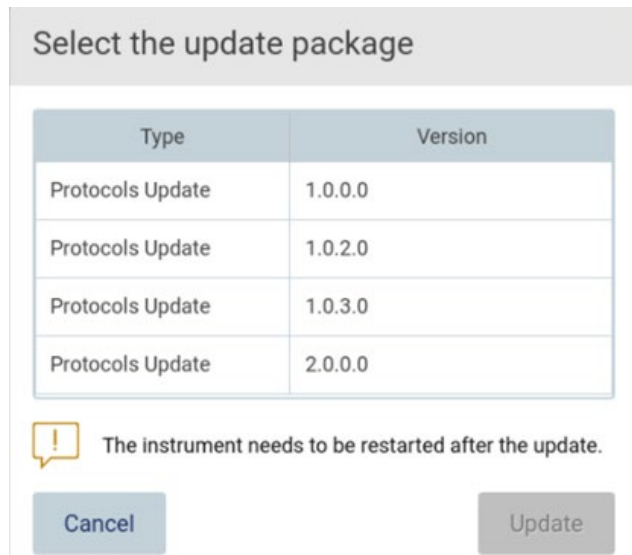 Select the update package
Type Version
Protocols Update 1.0.0.0
Protocols Update 1.0.2.0
Protocols Update 1.0.3.0
Protocols Update 2.0.0.0
! The instrument needs to be restarted after the update.
Cancel Update